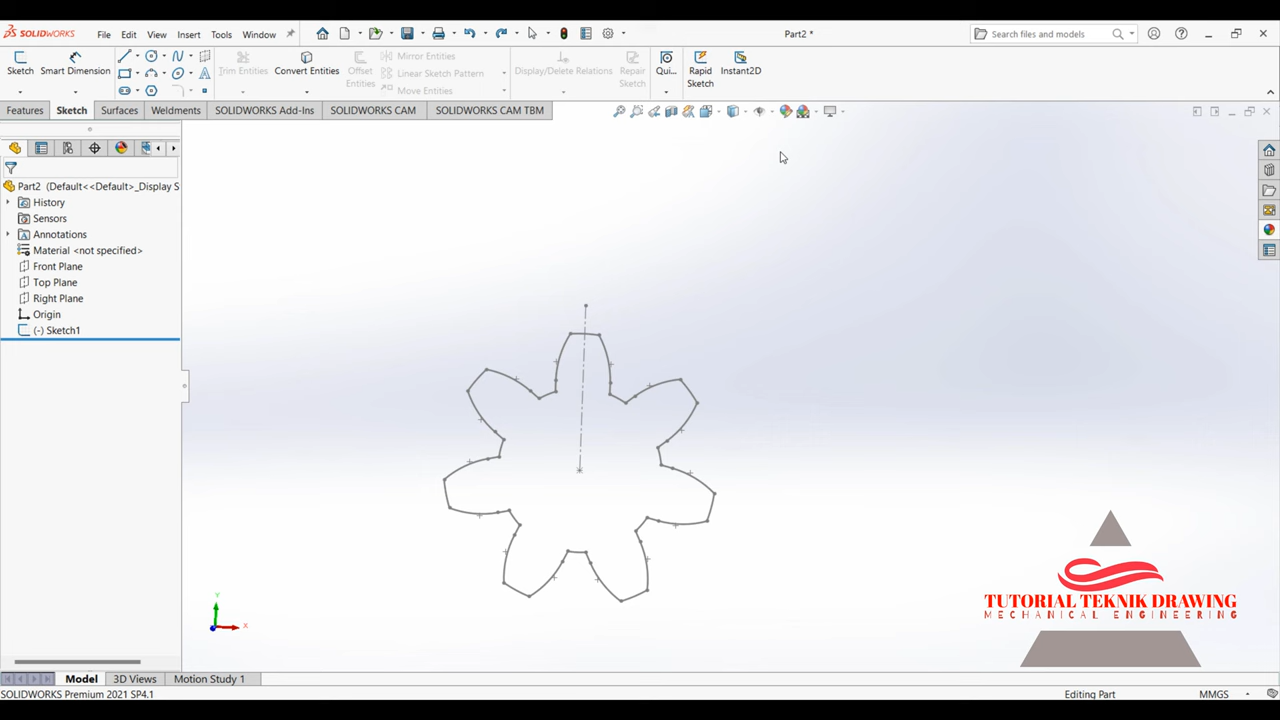 SOLIDWORKS File Edit View Insert Tools Window Part2 * Search files and models
Sketch Smart Dimension Trim Entities Convert Entities Offset Entities Mirror Entities Linear Sketch Pattern Move Entities Display/Delete Relations Repair Sketch Qui... Rapid Sketch Instant2D
Features Sketch Surfaces Weldments SOLIDWORKS Add-Ins SOLIDWORKS CAM SOLIDWORKS CAM TBM
Part2 (Default<<Default>_Display S
History
Sensors
Annotations
Material <not specified>
Front Plane
Top Plane
Right Plane
Origin
(-) Sketch1
TUTORIAL TEKNIK DRAWING
MECHANICAL ENGINEERING
Y
X
Model 3D Views Motion Study 1
SOLIDWORKS Premium 2021 SP4.1 Editing Part MMGS